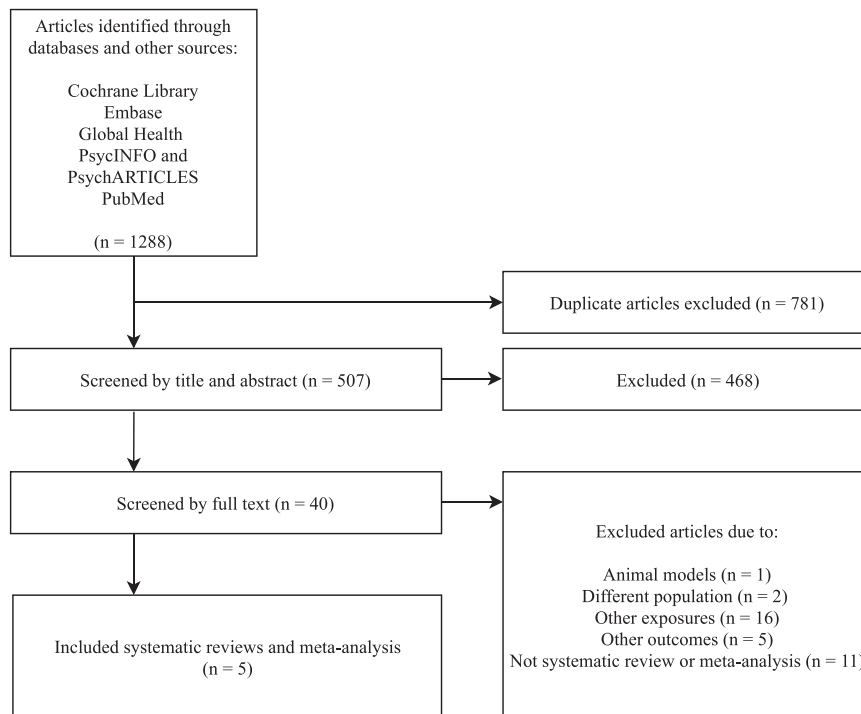 Articles identified through
databases and other sources:
Cochrane Library
Embase
Global Health
PsycINFO and
PsychARTICLES
PubMed
(n = 1288)
Duplicate articles excluded (n = 781)
Screened by title and abstract (n = 507)
Excluded (n = 468)
Screened by full text (n = 40)
Excluded articles due to:
Animal models (n = 1)
Different population (n = 2)
Other exposures (n = 16)
Other outcomes (n = 5)
Not systematic review or meta-analysis (n = 11)
Included systematic reviews and meta-analysis
(n = 5)